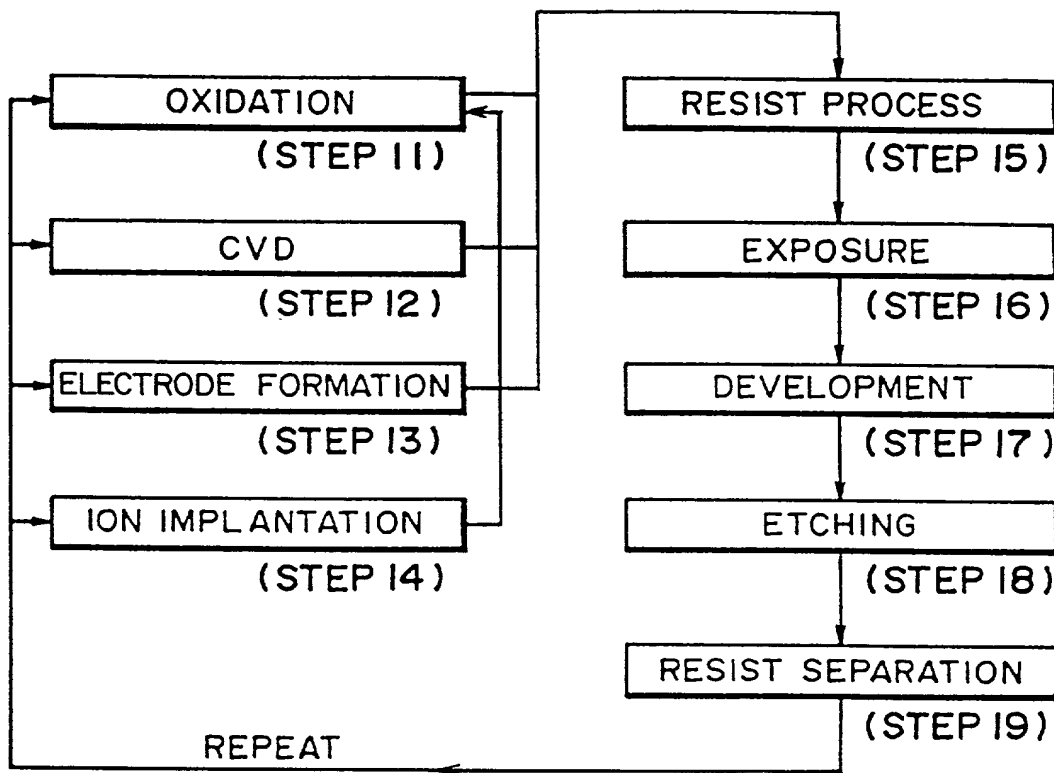 OXIDATION
(STEP 11)
CVD
(STEP 12)
ELECTRODE FORMATION
(STEP 13)
ION IMPLANTATION
(STEP 14)
RESIST PROCESS
(STEP 15)
EXPOSURE
(STEP 16)
DEVELOPMENT
(STEP 17)
ETCHING
(STEP 18)
RESIST SEPARATION
(STEP 19)
REPEAT